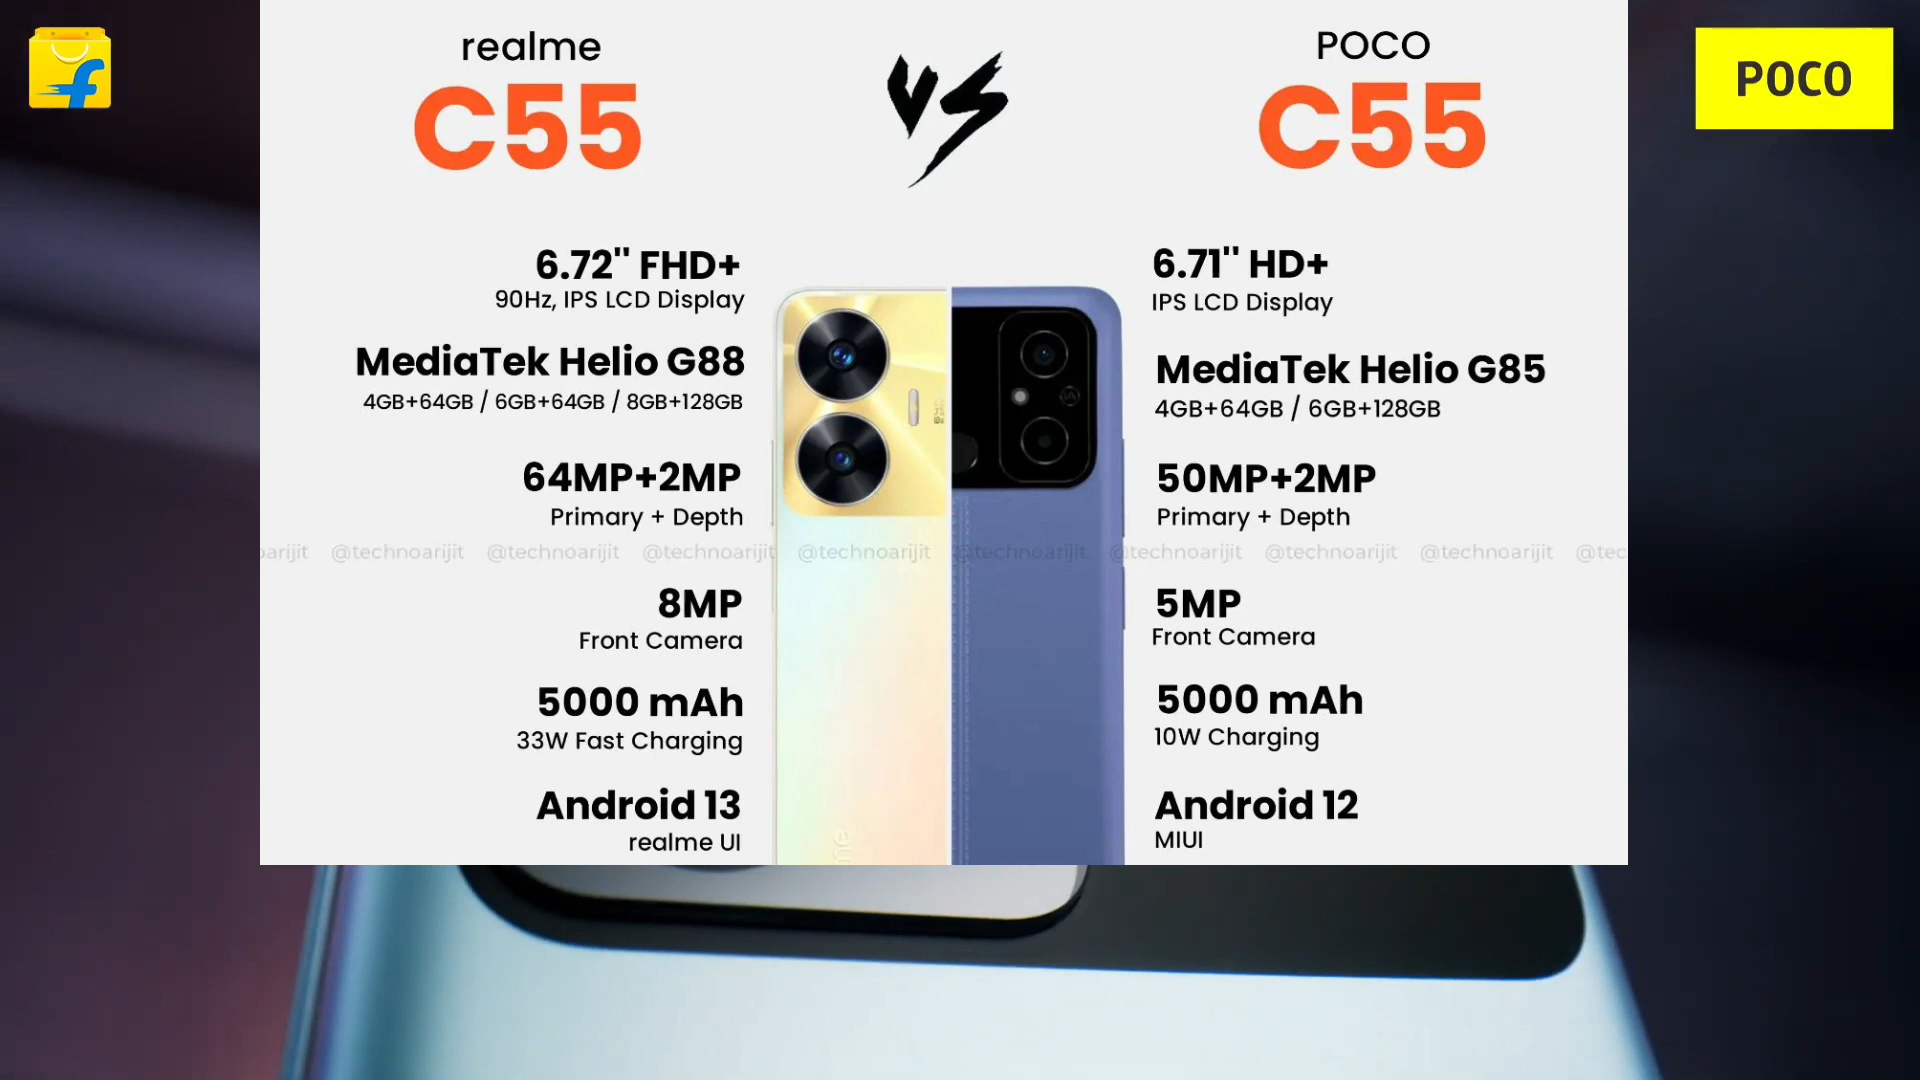 realme
C55
VS
POCO
C55
POCO
6.72" FHD+
90Hz, IPS LCD Display
MediaTek Helio G88
4GB+64GB / 6GB+64GB / 8GB+128GB
64MP+2MP
Primary + Depth
8MP
Front Camera
5000 mAh
33W Fast Charging
Android 13
realme UI
6.71" HD+
IPS LCD Display
MediaTek Helio G85
4GB+64GB / 6GB+128GB
50MP+2MP
Primary + Depth
5MP
Front Camera
5000 mAh
10W Charging
Android 12
MIUI
arijit @technoarijit @technoarijit @technoarijit @technoarijit @technoarijit @technoarijit @technoarijit @technoarijit @tec